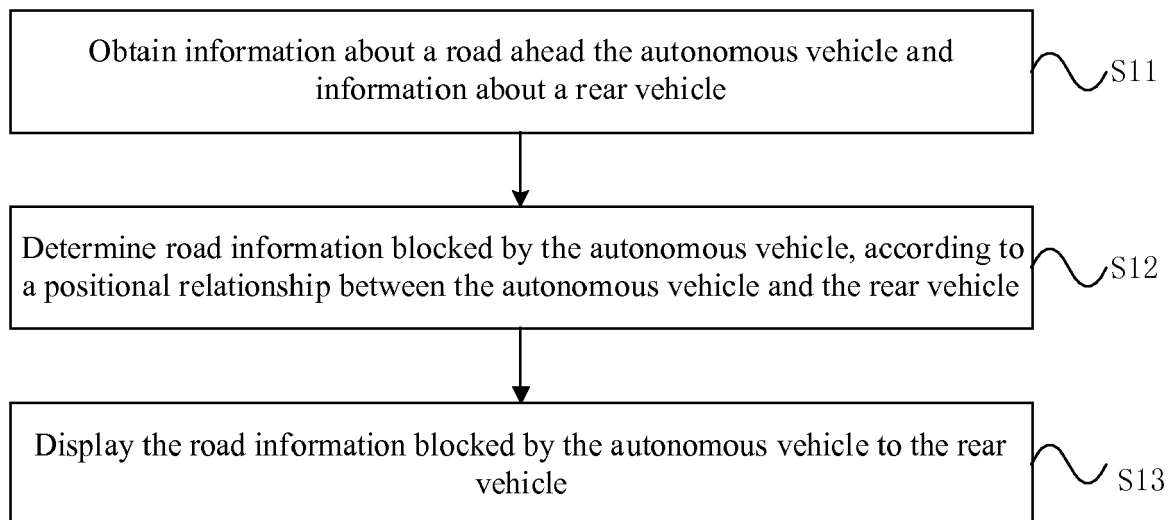 Obtain information about a road ahead the autonomous vehicle and
information about a rear vehicle
S11
Determine road information blocked by the autonomous vehicle, according to
a positional relationship between the autonomous vehicle and the rear vehicle
S12
Display the road information blocked by the autonomous vehicle to the rear
vehicle
S13